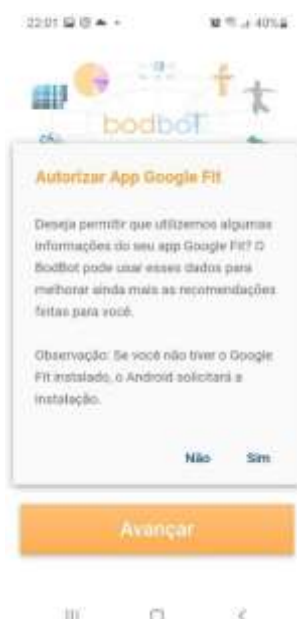 22:01
40%
bodbot
Autorizar App Google Fit
Deseja permitir que utilizemos algumas
informações do seu app Google Fit? O
BodBot pode usar esses dados para
melhorar ainda mais as recomendações
feitas para você.
Observação: Se você não tiver o Google
Fit instalado, o Android solicitará a
instalação.
Não Sim
Avançar